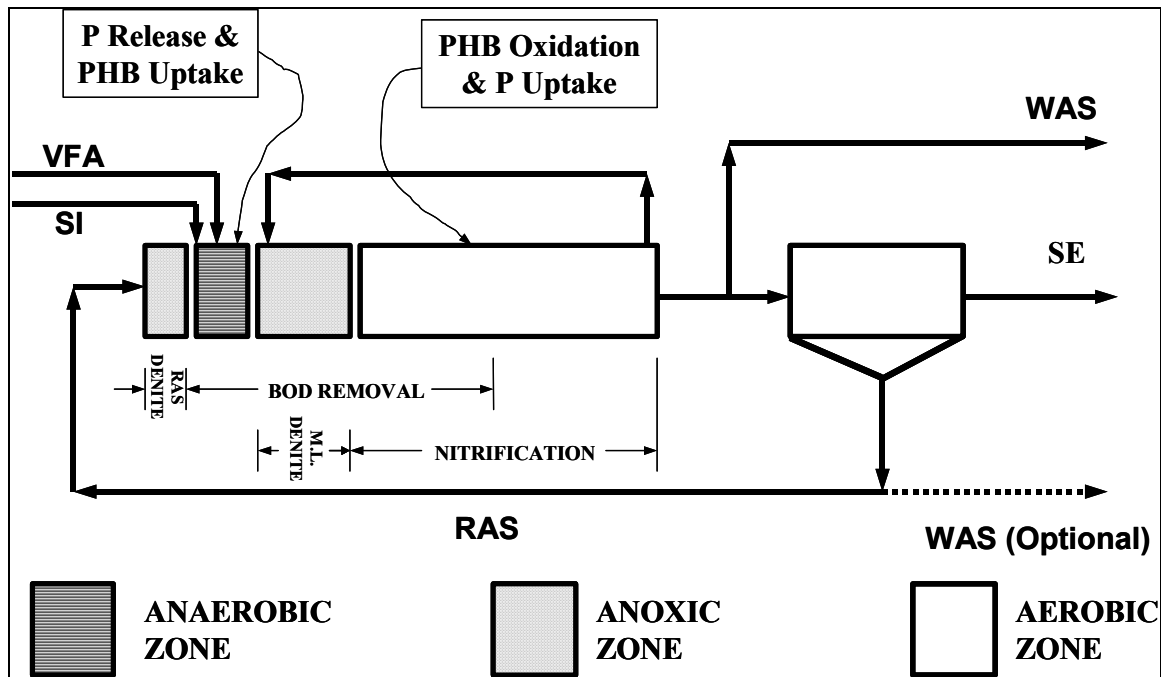 P Release &
PHB Uptake
PHB Oxidation
& P Uptake
WAS
VFA
SI
SE
RAS
DENITE
BOD REMOVAL
M.L.
DENITE
NITRIFICATION
RAS
WAS (Optional)
ANAEROBIC
ZONE
ANOXIC
ZONE
AEROBIC
ZONE